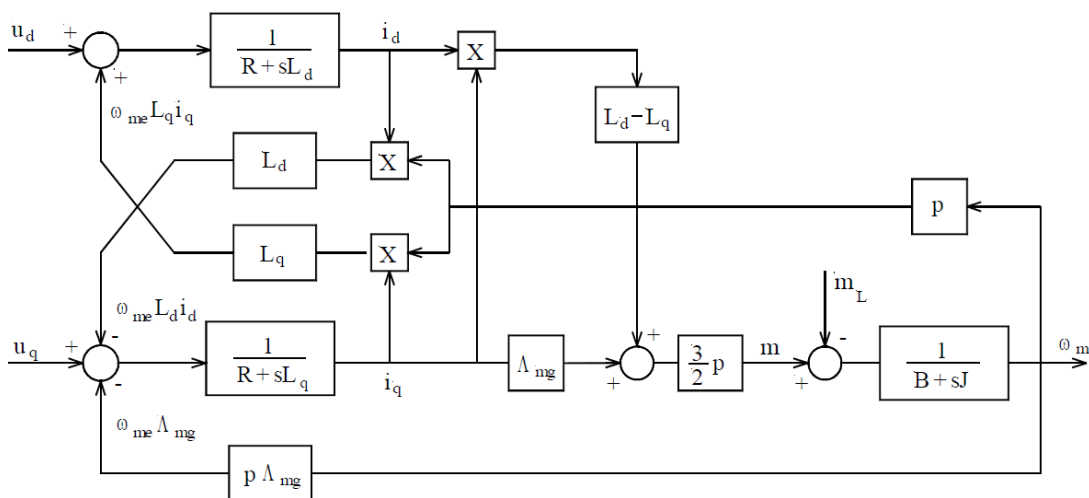 u_d + 1 i_d X
+ R + sL_d
ω_me L_q i_q L_d − L_q
L_d X
p
L_q X
ω_me L_d i_d m_L
-
u_q + 1 Λ_mg + 3/2 p m - 1 ω_m
- R + sL_q i_q + + B + sJ
ω_me Λ_mg
p Λ_mg